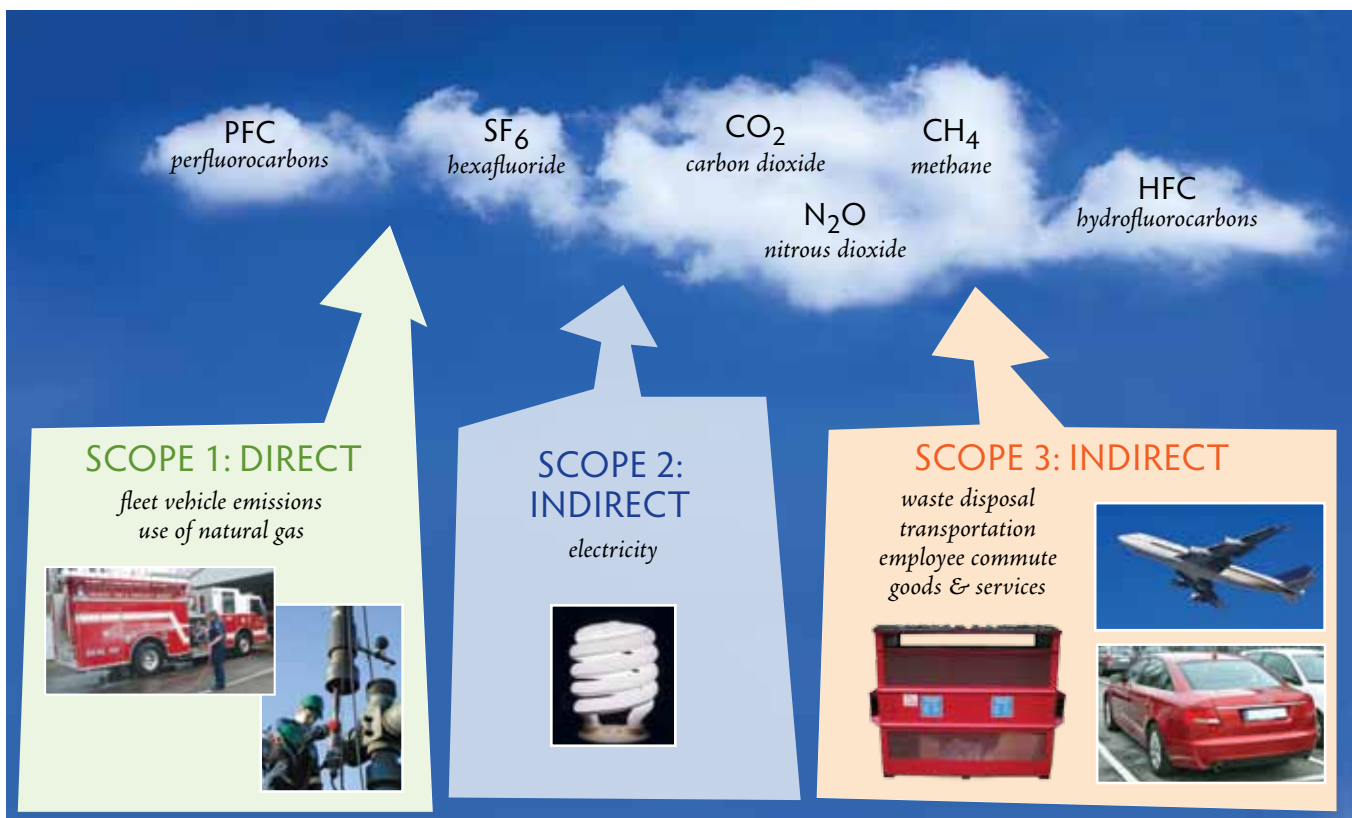 PFC
perfluorocarbons
SF6
hexafluoride
CO2
carbon dioxide
CH4
methane
N2O
nitrous dioxide
HFC
hydrofluorocarbons
SCOPE 1: DIRECT
fleet vehicle emissions
use of natural gas
SCOPE 2:
INDIRECT
electricity
SCOPE 3: INDIRECT
waste disposal
transportation
employee commute
goods & services